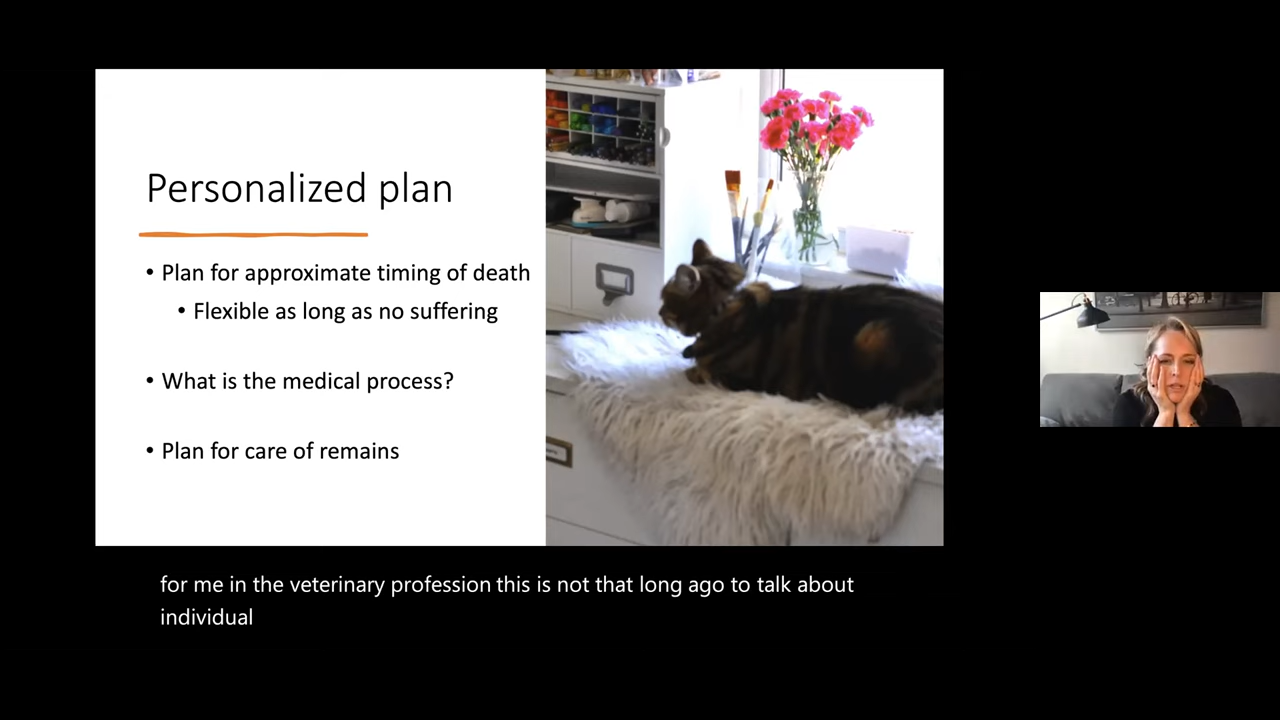 Personalized plan
• Plan for approximate timing of death
• Flexible as long as no suffering
• What is the medical process?
• Plan for care of remains
for me in the veterinary profession this is not that long ago to talk about
individual